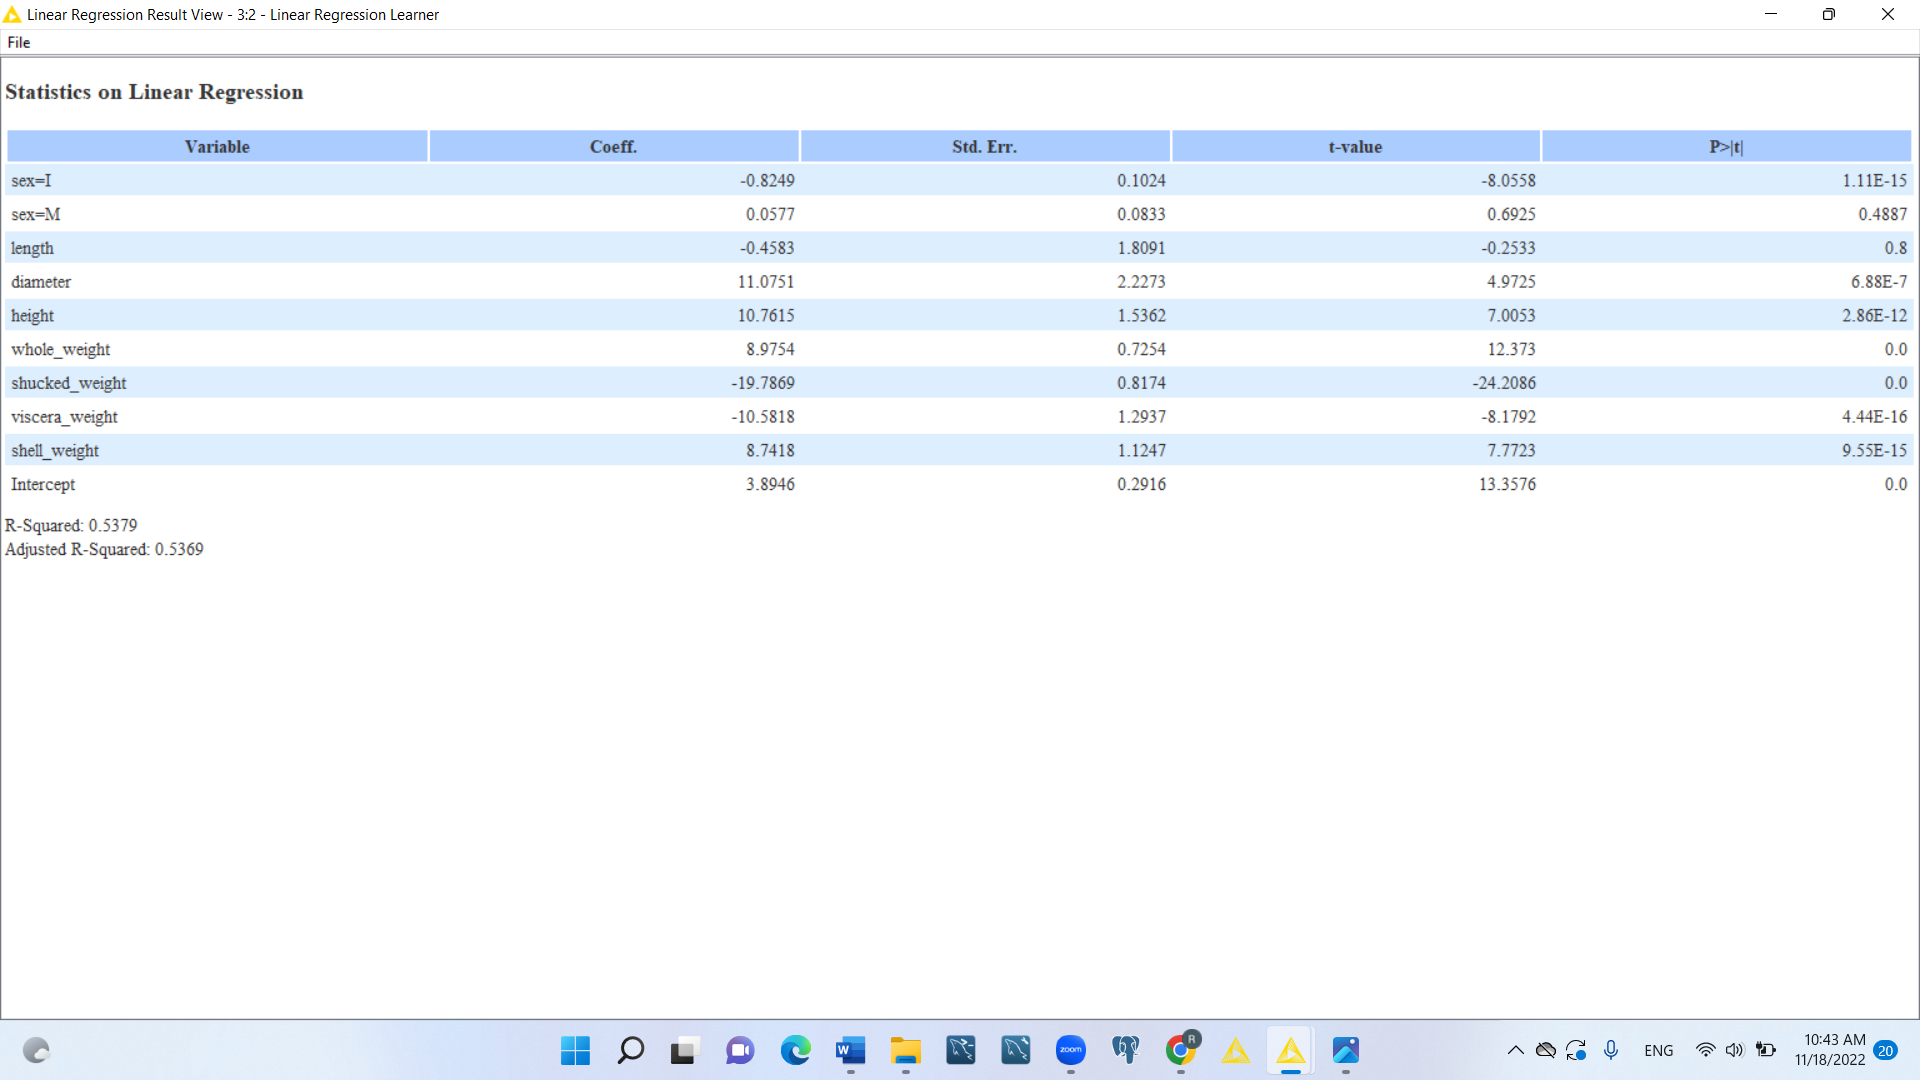 Linear Regression Result View - 3:2 - Linear Regression Learner
File
Statistics on Linear Regression
Variable Coeff. Std. Err. t-value P>|t|
sex=I -0.8249 0.1024 -8.0558 1.11E-15
sex=M 0.0577 0.0833 0.6925 0.4887
length -0.4583 1.8091 -0.2533 0.8
diameter 11.0751 2.2273 4.9725 6.88E-7
height 10.7615 1.5362 7.0053 2.86E-12
whole_weight 8.9754 0.7254 12.373 0.0
shucked_weight -19.7869 0.8174 -24.2086 0.0
viscera_weight -10.5818 1.2937 -8.1792 4.44E-16
shell_weight 8.7418 1.1247 7.7723 9.55E-15
Intercept 3.8946 0.2916 13.3576 0.0
R-Squared: 0.5379
Adjusted R-Squared: 0.5369
W zoom R ENG 10:43 AM
11/18/2022 20